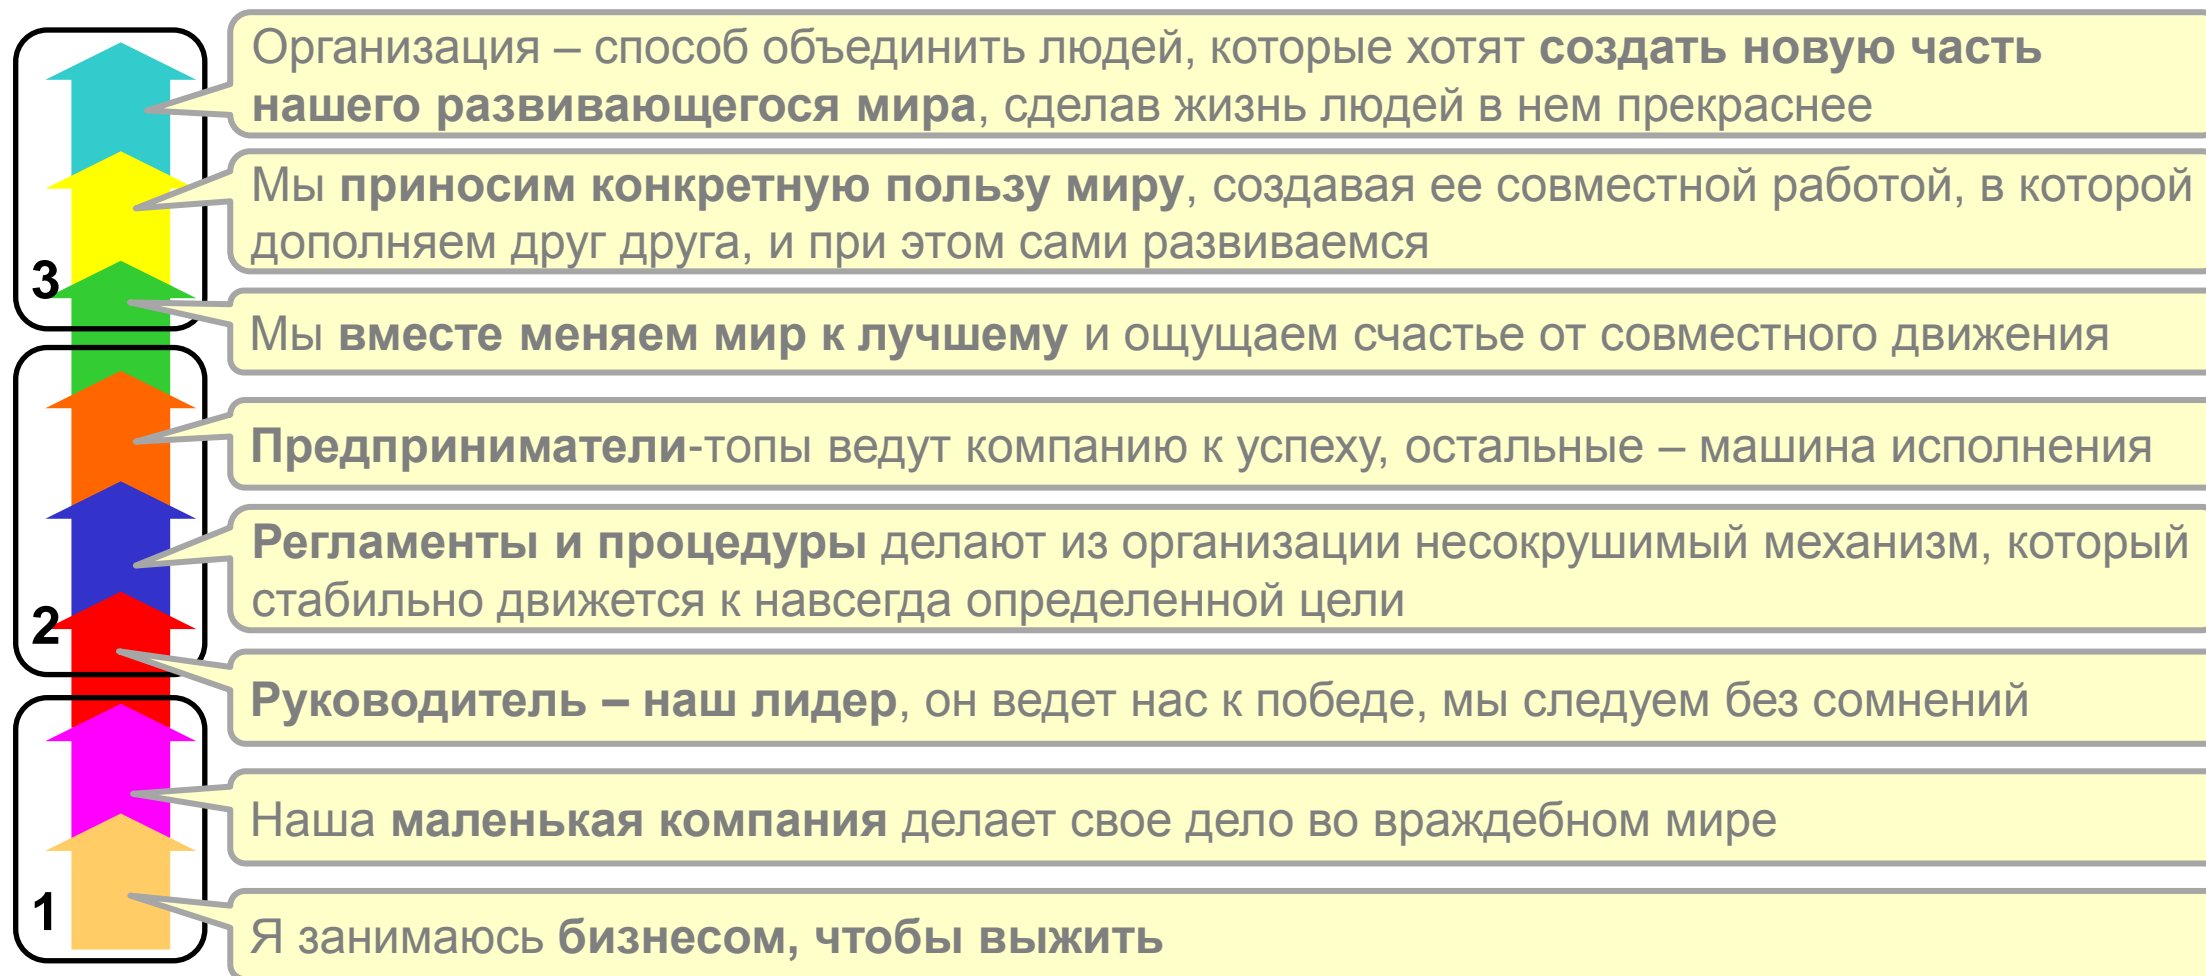 Организация – способ объединить людей, которые хотят создать новую часть
нашего развивающегося мира, сделав жизнь людей в нем прекраснее
Мы приносим конкретную пользу миру, создавая ее совместной работой, в которой
дополняем друг друга, и при этом сами развиваемся
3
Мы вместе меняем мир к лучшему и ощущаем счастье от совместного движения
Предприниматели-топы ведут компанию к успеху, остальные – машина исполнения
Регламенты и процедуры делают из организации несокрушимый механизм, который
стабильно движется к навсегда определенной цели
2
Руководитель – наш лидер, он ведет нас к победе, мы следуем без сомнений
Наша маленькая компания делает свое дело во враждебном мире
1
Я занимаюсь бизнесом, чтобы выжить